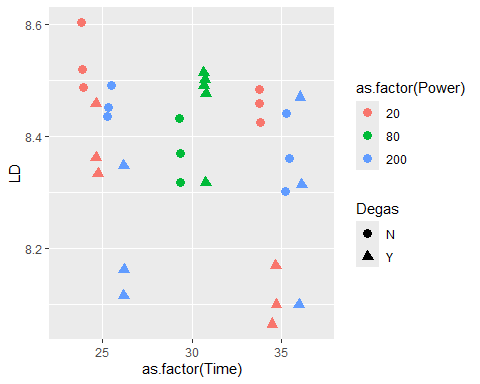 8.6
8.4
8.2
LD
25
30
35
as.factor(Time)
as.factor(Power)
20
80
200
Degas
N
Y